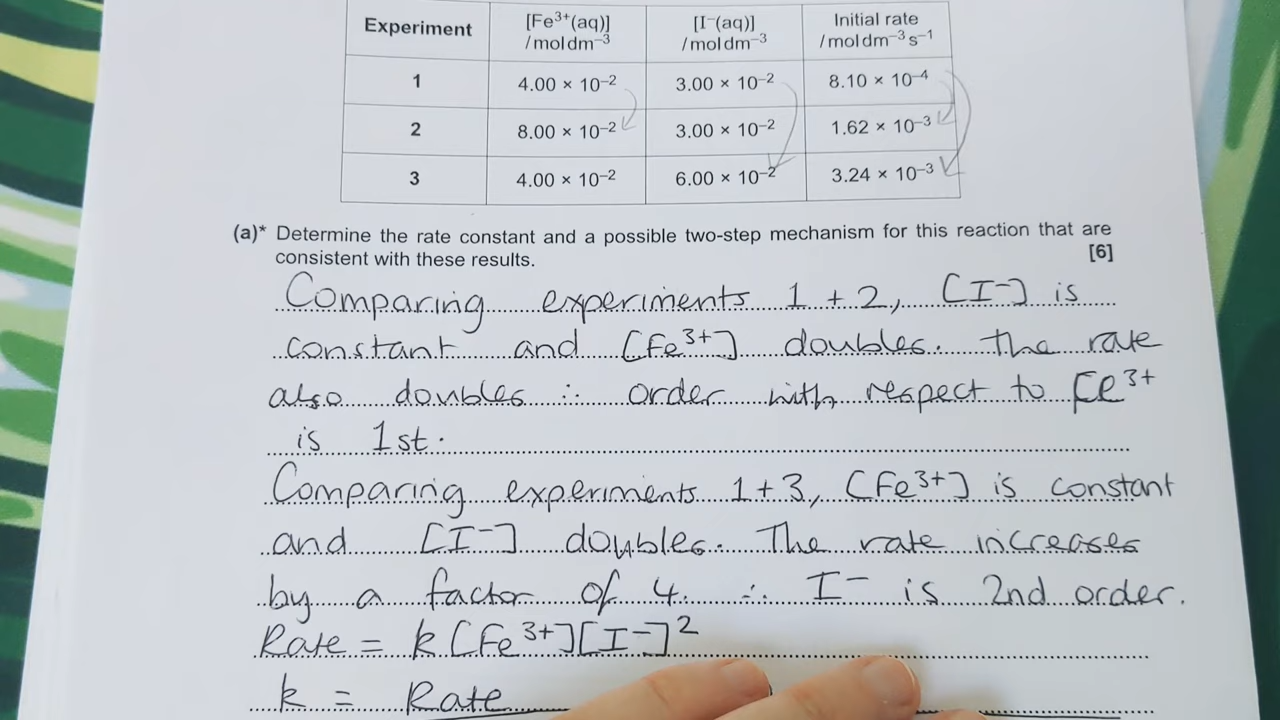 Experiment [Fe³⁺(aq)] /mol dm⁻³ [I⁻(aq)] /mol dm⁻³ Initial rate /mol dm⁻³ s⁻¹
1 4.00 × 10⁻² 3.00 × 10⁻² 8.10 × 10⁻⁴
2 8.00 × 10⁻² 3.00 × 10⁻² 1.62 × 10⁻³
3 4.00 × 10⁻² 6.00 × 10⁻² 3.24 × 10⁻³
(a)* Determine the rate constant and a possible two-step mechanism for this reaction that are
consistent with these results. [6]
Comparing experiments 1 + 2, [I⁻] is
constant and [Fe³⁺] doubles. The rate
also doubles ∴ order with respect to Fe³⁺
is 1st.
Comparing experiments 1 + 3, [Fe³⁺] is constant
and [I⁻] doubles. The rate increases
by a factor of 4. ∴ I⁻ is 2nd order.
Rate = k[Fe³⁺][I⁻]²
k = Rate